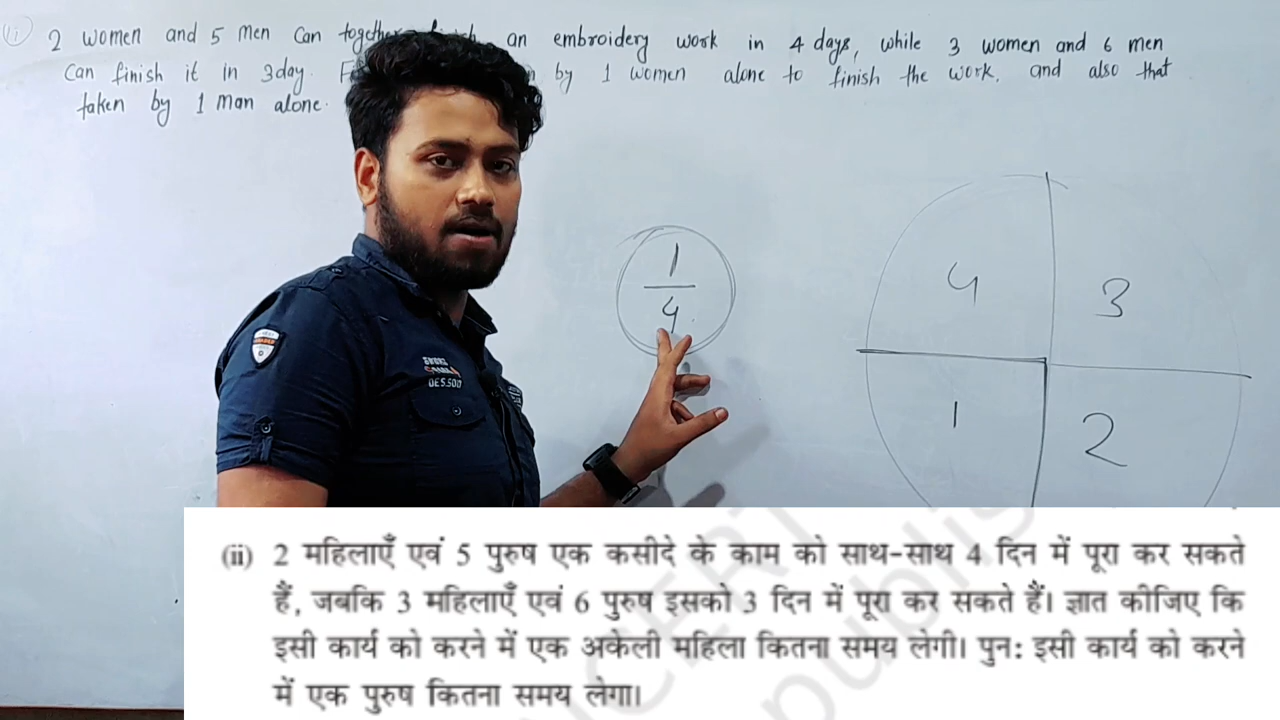 (ii) 2 women and 5 men can together an embroidery work in 4 days, while 3 women and 6 men
can finish it in 3day. by 1 women alone to finish the work, and also that
taken by 1 man alone.
1
4
4
3
1
2
OES.SDD
(ii) 2 महिलाएँ एवं 5 पुरुष एक कसीदे के काम को साथ-साथ 4 दिन में पूरा कर सकते
हैं, जबकि 3 महिलाएँ एवं 6 पुरुष इसको 3 दिन में पूरा कर सकते हैं। ज्ञात कीजिए कि
इसी कार्य को करने में एक अकेली महिला कितना समय लेगी। पुन: इसी कार्य को करने
में एक पुरुष कितना समय लेगा।